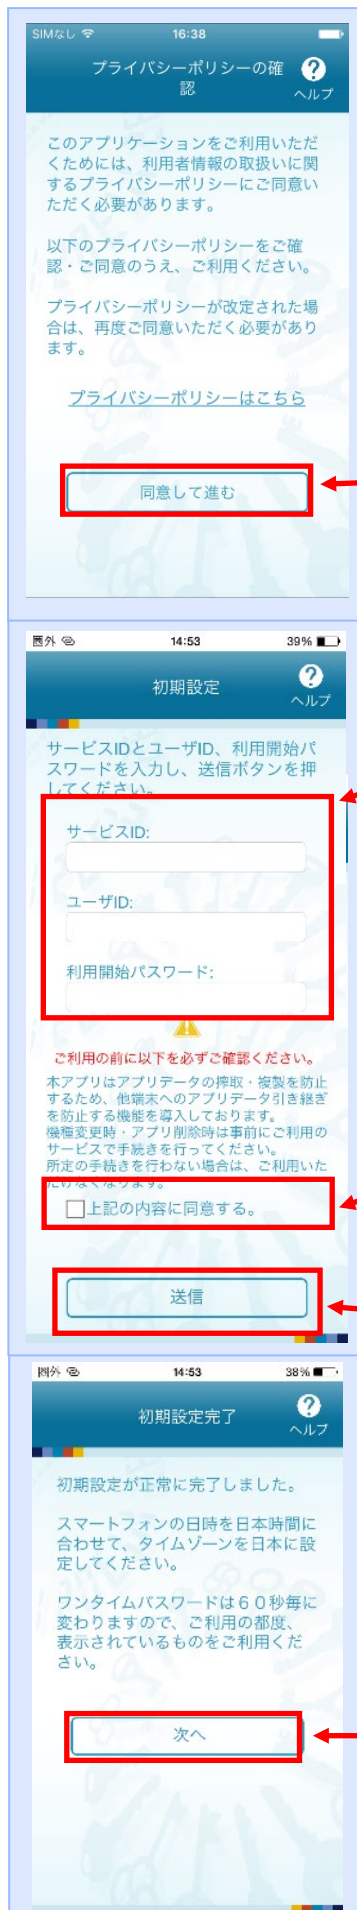 SIMなし 16:38
プライバシーポリシーの確
認
ヘルプ
このアプリケーションをご利用いただ
くためには、利用者情報の取扱いに関
するプライバシーポリシーにご同意い
ただく必要があります。
以下のプライバシーポリシーをご確
認・ご同意のうえ、ご利用ください。
プライバシーポリシーが改定された場
合は、再度ご同意いただく必要があり
ます。
プライバシーポリシーはこちら
同意して進む
圏外 14:53 39%
初期設定
ヘルプ
サービスIDとユーザID、利用開始パ
スワードを入力し、送信ボタンを押
してください。
サービスID:
ユーザID:
利用開始パスワード:
ご利用の前に以下を必ずご確認ください。
本アプリはアプリデータの搾取・複製を防止
するため、他端末へのアプリデータ引き継ぎ
を防止する機能を導入しております。
機種変更時・アプリ削除時は事前にご利用の
サービスで手続きを行ってください。
所定の手続きを行わない場合は、ご利用いた
だけなくなります。
上記の内容に同意する。
送信
圏外 14:53 38%
初期設定完了
ヘルプ
初期設定が正常に完了しました。
スマートフォンの日時を日本時間に
合わせて、タイムゾーンを日本に設
定してください。
ワンタイムパスワードは６０秒毎に
変わりますので、ご利用の都度、
表示されているものをご利用くだ
さい。
次へ